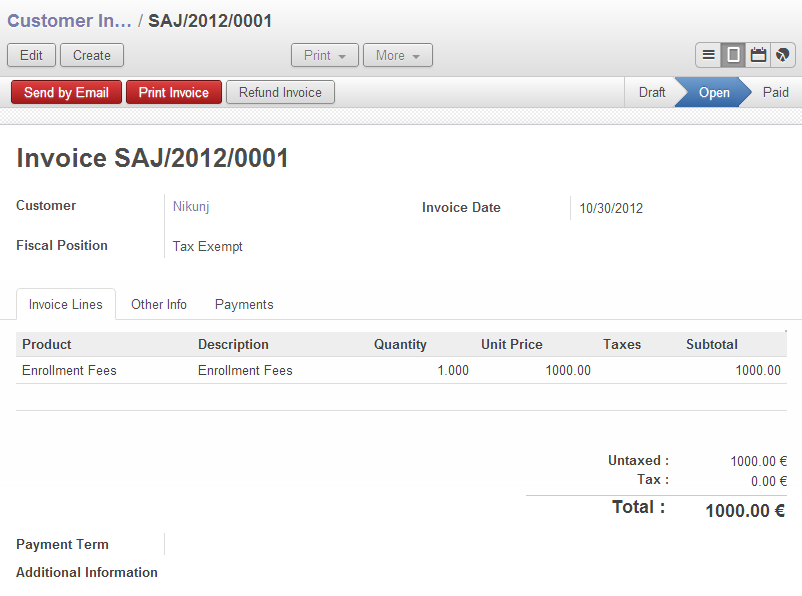 Customer In... / SAJ/2012/0001
Edit Create Print More
Send by Email Print Invoice Refund Invoice Draft Open Paid
Invoice SAJ/2012/0001
Customer Nikunj Invoice Date 10/30/2012
Fiscal Position Tax Exempt
Invoice Lines Other Info Payments
Product Description Quantity Unit Price Taxes Subtotal
Enrollment Fees Enrollment Fees 1.000 1000.00 1000.00
Untaxed : 1000.00 €
Tax : 0.00 €
Total : 1000.00 €
Payment Term
Additional Information